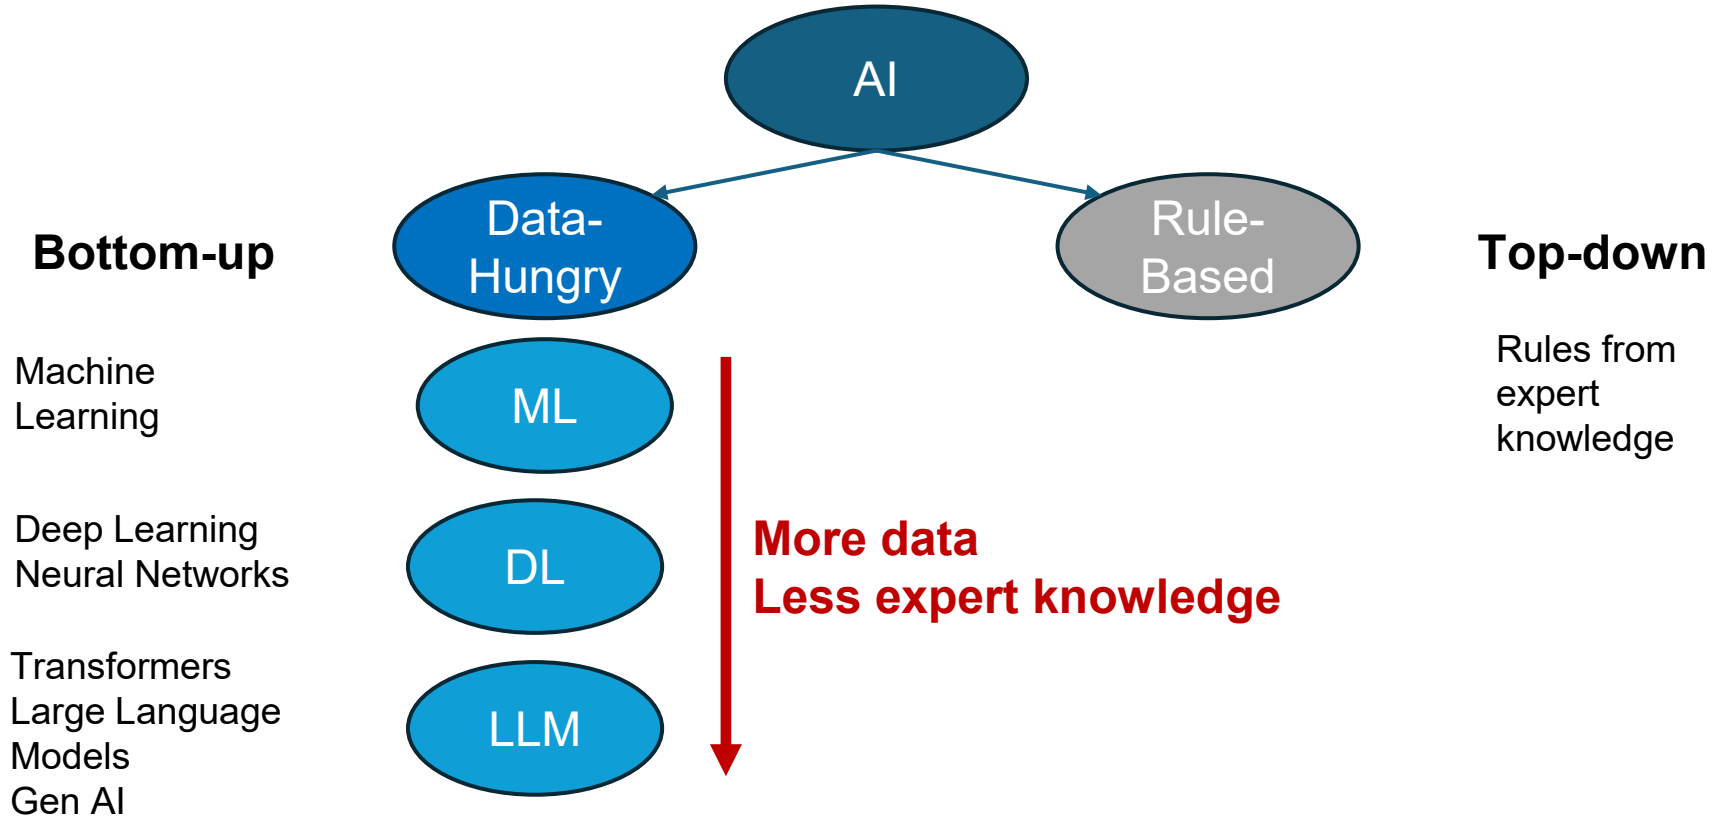 AI
Data-
Hungry
Rule-
Based
Bottom-up
Top-down
Machine
Learning
ML
Rules from
expert
knowledge
Deep Learning
Neural Networks
DL
More data
Less expert knowledge
Transformers
Large Language
Models
Gen AI
LLM